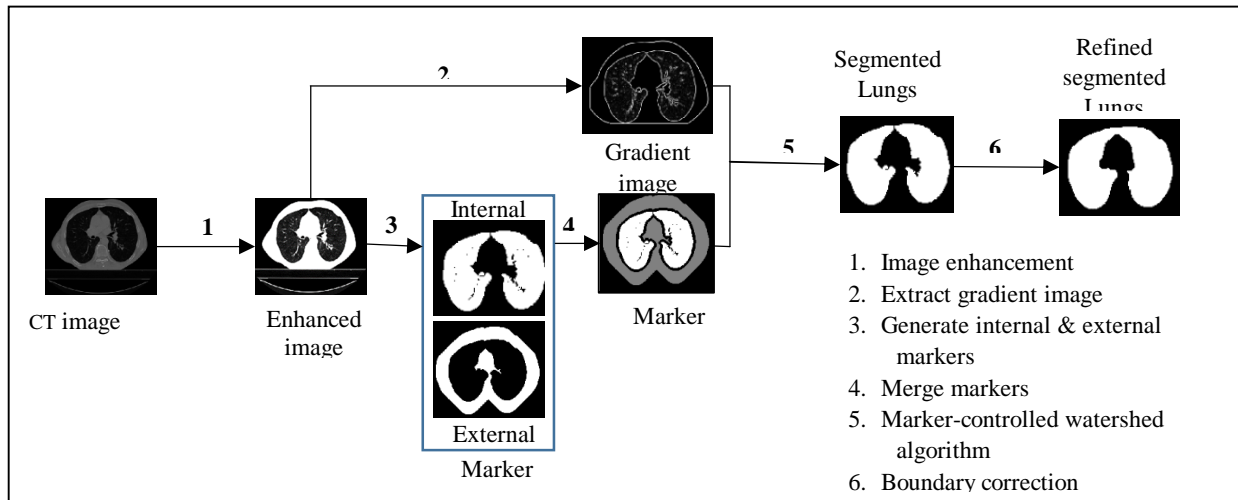 2
Gradient
image
Segmented
Lungs
Refined
segmented
Lungs
5
6
1
3
4
CT image
Enhanced
image
Internal
External
Marker
Marker
1. Image enhancement
2. Extract gradient image
3. Generate internal & external
markers
4. Merge markers
5. Marker-controlled watershed
algorithm
6. Boundary correction